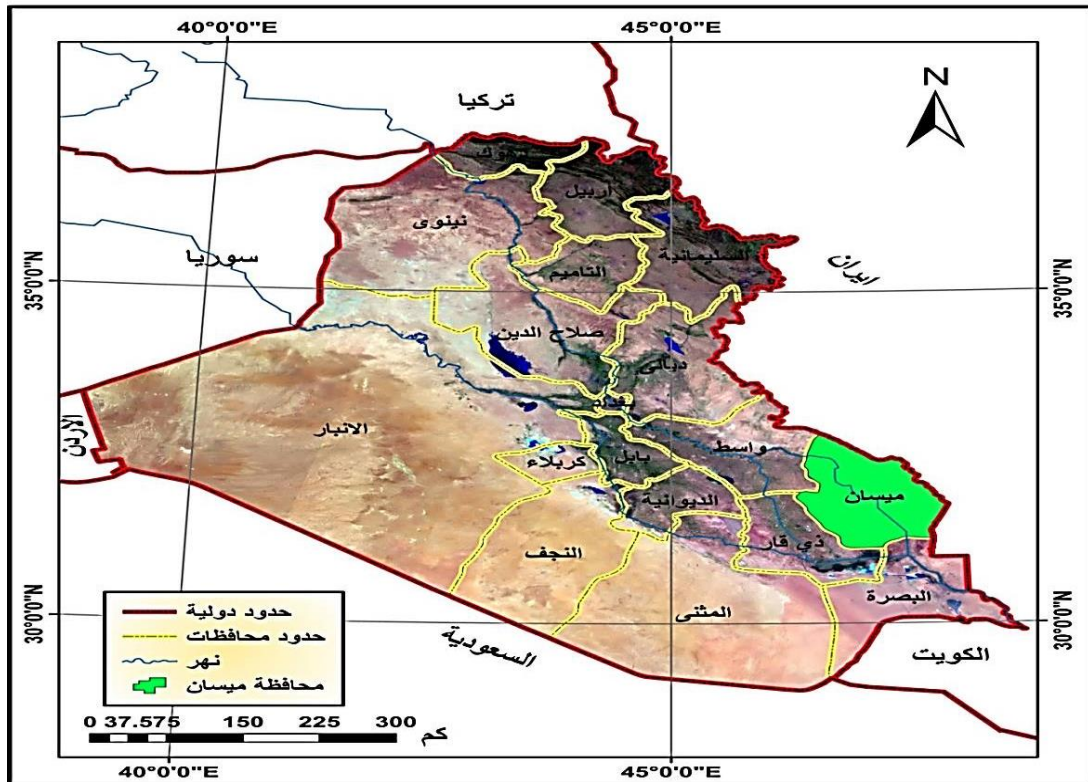 40°0'0"E
45°0'0"E
N
تركيا
دهوك
أربيل
نينوى
السليمانية
التاميم
سوريا
ايران
35°0'0"N
35°0'0"N
صلاح الدين
ديالى
بغداد
الانبار
الاردن
واسط
كربلاء
بابل
ميسان
الديوانية
ذي قار
النجف
البصرة
المثنى
30°0'0"N
30°0'0"N
السعودية
الكويت
حدود دولية
حدود محافظات
نهر
محافظة ميسان
0 37.575 150 225 300
كم
40°0'0"E
45°0'0"E